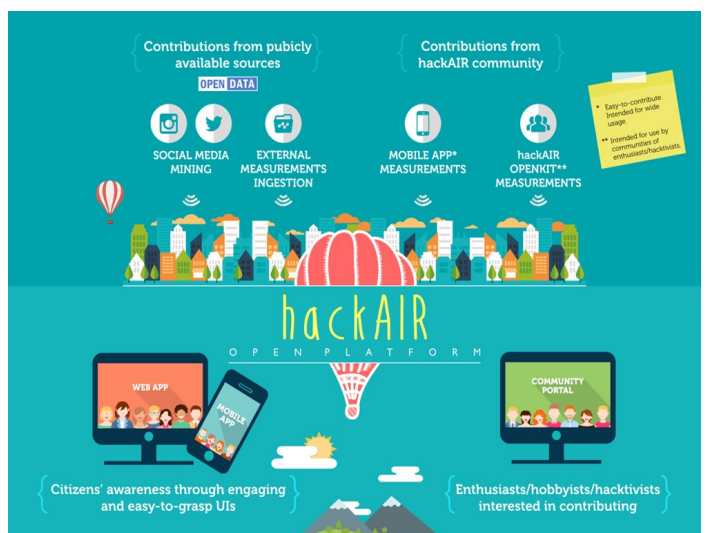 Contributions from pubicly
available sources
OPEN DATA
Contributions from
hackAIR community
* Easy-to-contribute.
Intended for wide
usage.
** Intended for use by
communities of
enthusiasts/hacktivists.
SOCIAL MEDIA
MINING
EXTERNAL
MEASUREMENTS
INGESTION
MOBILE APP*
MEASUREMENTS
hackAIR
OPENKIT**
MEASUREMENTS
hackAIR
OPEN PLATFORM
WEB APP
MOBILE
APP
COMMUNITY
PORTAL
Citizens' awareness through engaging
and easy-to-grasp UIs
Enthusiasts/hobbyists/hacktivists
interested in contributing